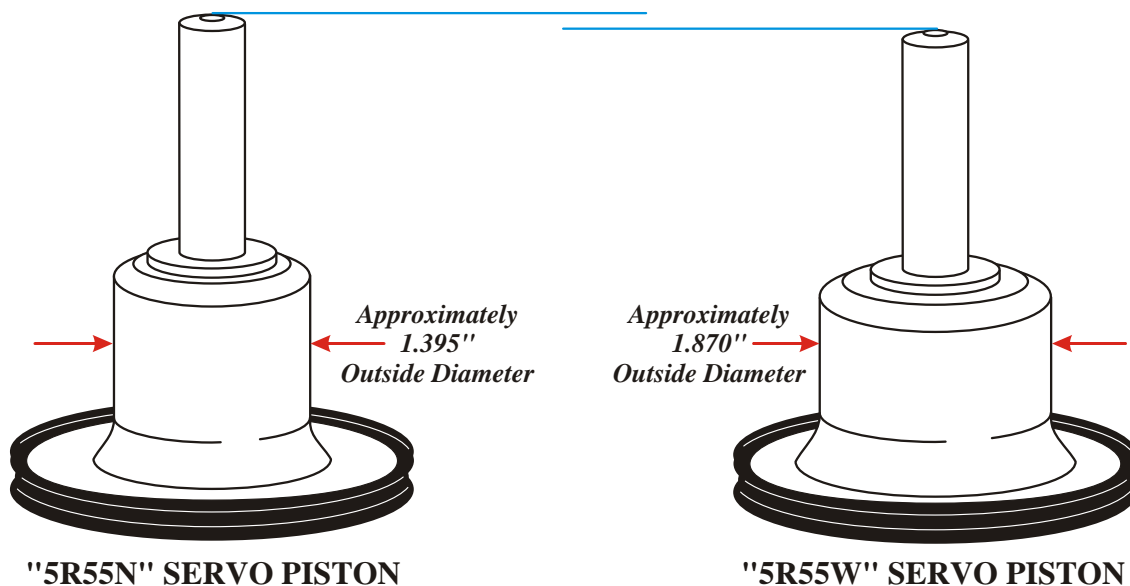 Approximately
1.395"
Outside Diameter
Approximately
1.870"
Outside Diameter
"5R55N" SERVO PISTON
"5R55W" SERVO PISTON